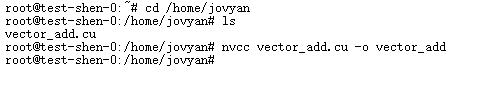 root@test-shen-0:~# cd /home/jovyan
root@test-shen-0:/home/jovyan# ls
vector_add.cu
root@test-shen-0:/home/jovyan# nvcc vector_add.cu -o vector_add
root@test-shen-0:/home/jovyan#